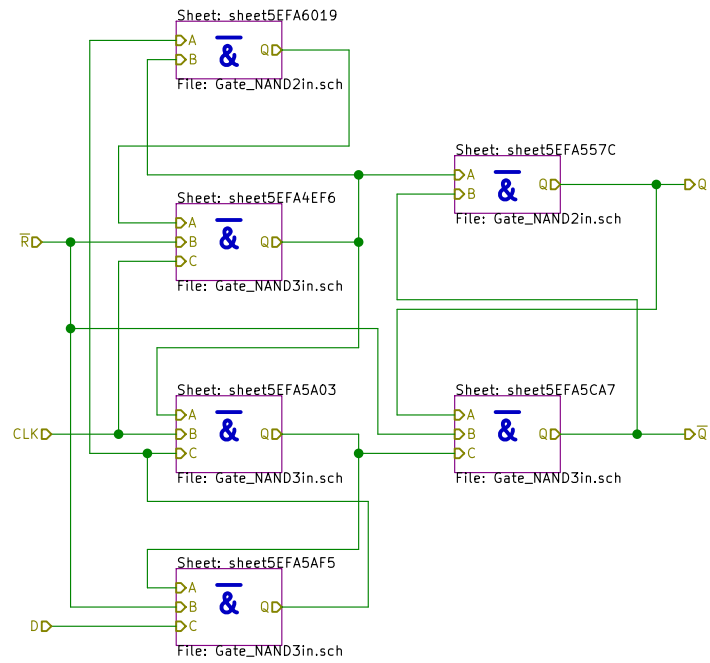 Sheet: sheet5EFA6019
A
B
&
Q
File: Gate_NAND2in.sch
Sheet: sheet5EFA557C
A
B
&
Q
Q
File: Gate_NAND2in.sch
Sheet: sheet5EFA4EF6
R
A
B
C
&
Q
File: Gate_NAND3in.sch
Sheet: sheet5EFA5A03
CLK
A
B
C
&
Q
File: Gate_NAND3in.sch
Sheet: sheet5EFA5CA7
A
B
C
&
Q
Q
File: Gate_NAND3in.sch
Sheet: sheet5EFA5AF5
D
A
B
C
&
Q
File: Gate_NAND3in.sch